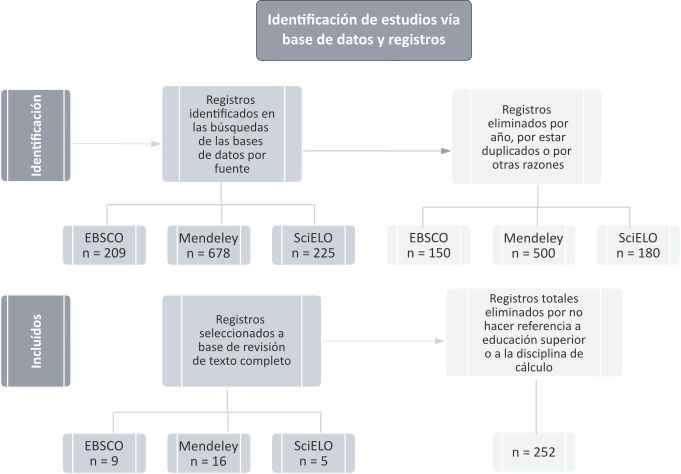 Identificación de estudios vía
base de datos y registros
Identificación
Registros
identificados en
las búsquedas
de las bases
de datos por
fuente
Registros
eliminados por
año, por estar
duplicados o por
otras razones
EBSCO
n = 209
Mendeley
n = 678
SciELO
n = 225
EBSCO
n = 150
Mendeley
n = 500
SciELO
n = 180
Incluidos
Registros
seleccionados a
base de revisión
de texto completo
Registros totales
eliminados por no
hacer referencia a
educación superior
o a la disciplina de
cálculo
EBSCO
n = 9
Mendeley
n = 16
SciELO
n = 5
n = 252